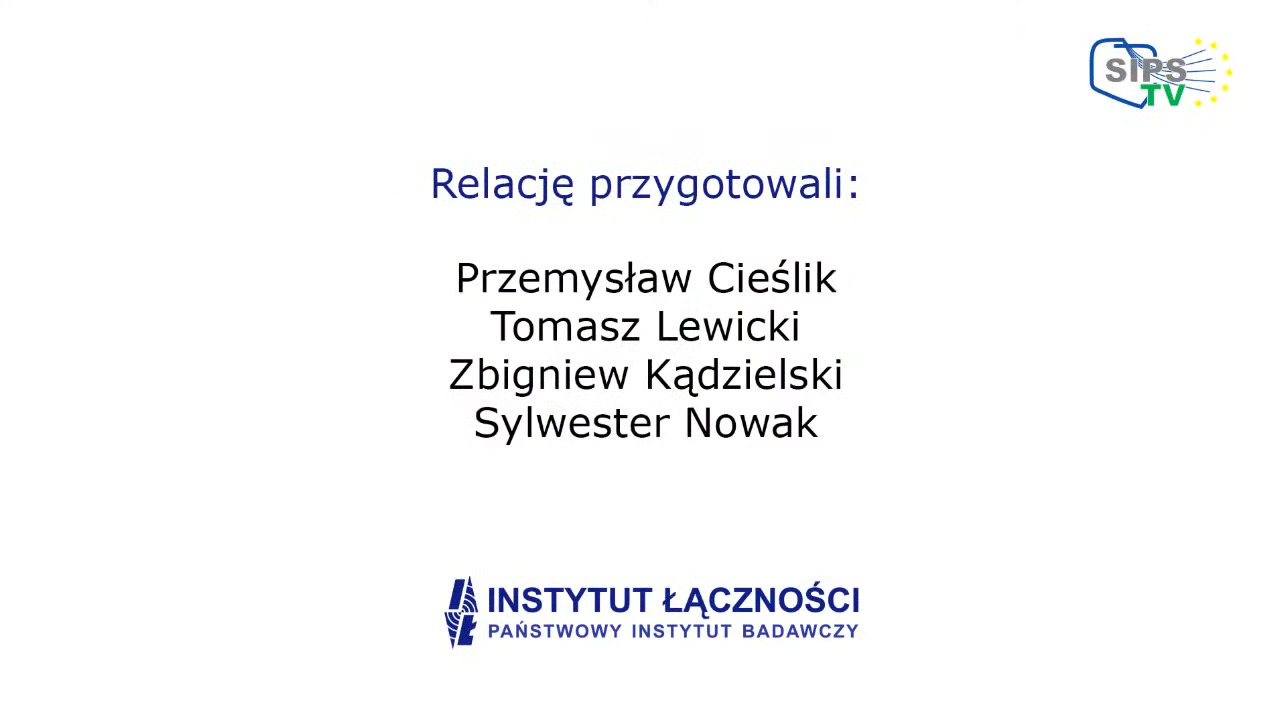 SIPS
TV
Relację przygotowali:
Przemysław Cieślik
Tomasz Lewicki
Zbigniew Kądzielski
Sylwester Nowak
INSTYTUT ŁĄCZNOŚCI
PAŃSTWOWY INSTYTUT BADAWCZY